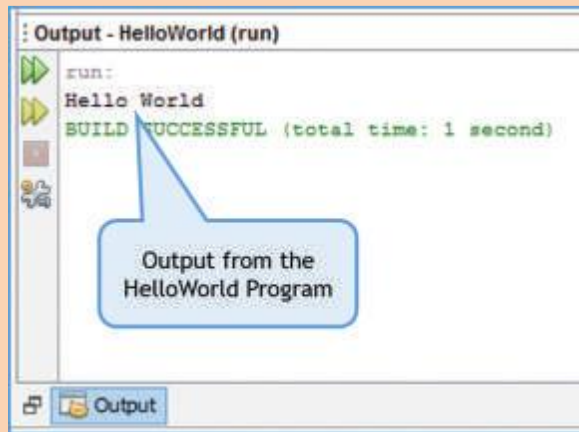 Output - HelloWorld (run)
run:
Hello World
BUILD SUCCESSFUL (total time: 1 second)
Output from the
HelloWorld Program
Output